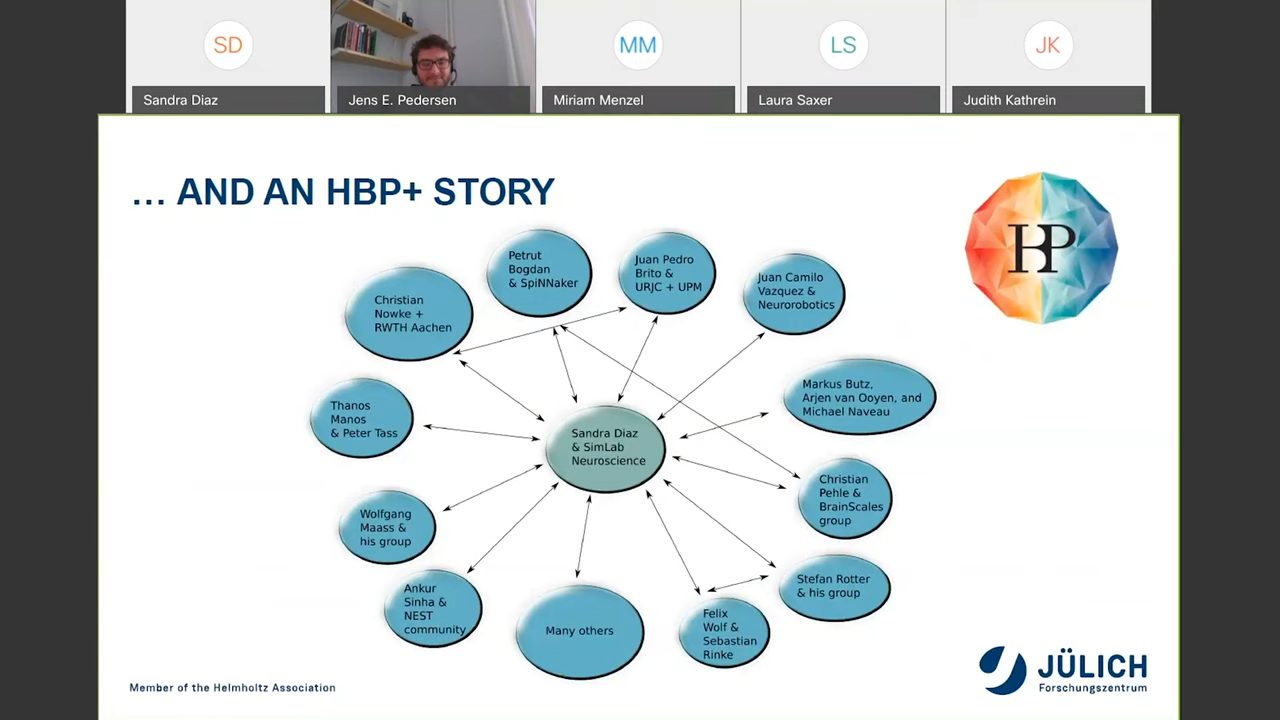 SD
MM
LS
JK
Sandra Diaz
Jens E. Pedersen
Miriam Menzel
Laura Saxer
Judith Kathrein
... AND AN HBP+ STORY
HP
Petrut
Bogdan
& SpiNNaker
Juan Pedro
Brito &
URJC + UPM
Juan Camilo
Vazquez &
Neurorobotics
Christian
Nowke +
RWTH Aachen
Markus Butz,
Arjen van Ooyen, and
Michael Naveau
Thanos
Manos
& Peter Tass
Sandra Diaz
& SimLab
Neuroscience
Christian
Pehle &
BrainScales
group
Wolfgang
Maass &
his group
Stefan Rotter
& his group
Ankur
Sinha &
NEST
community
Many others
Felix
Wolf &
Sebastian
Rinke
Member of the Helmholtz Association
JÜLICH
Forschungszentrum